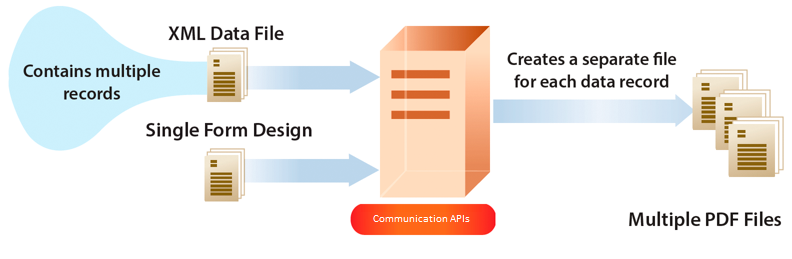 XML Data File
Contains multiple
records
Single Form Design
Communication APIs
Creates a separate file
for each data record
Multiple PDF Files